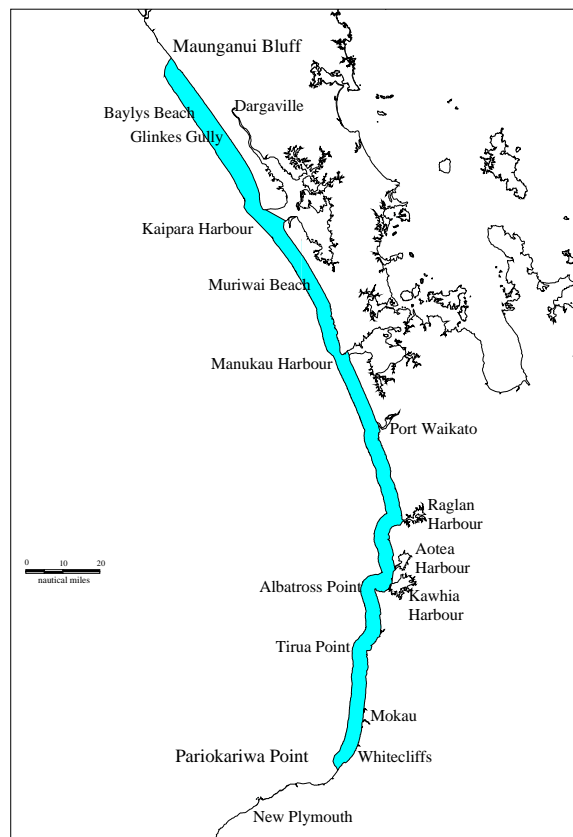 Maunganui Bluff
Baylys Beach
Dargaville
Glinkes Gully
Kaipara Harbour
Muriwai Beach
Manukau Harbour
Port Waikato
Raglan
Harbour
Aotea
Harbour
0 10 20
nautical miles
Albatross Point
Kawhia
Harbour
Tirua Point
Mokau
Pariokariwa Point
Whitecliffs
New Plymouth